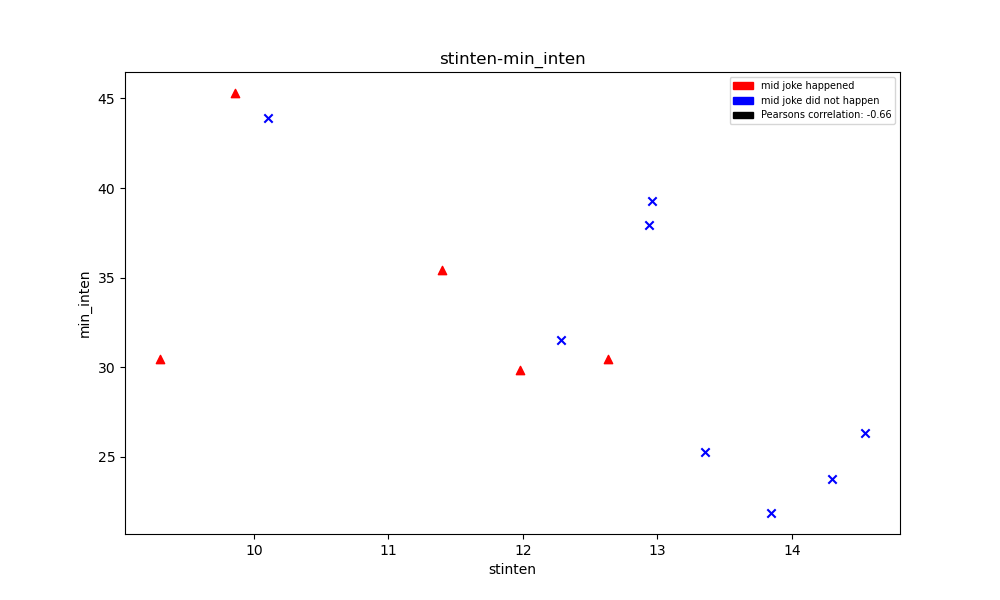 stinten-min_inten
mid joke happened
mid joke did not happen
Pearsons correlation: -0.66
45
40
35
30
25
min_inten
10 11 12 13 14
stinten